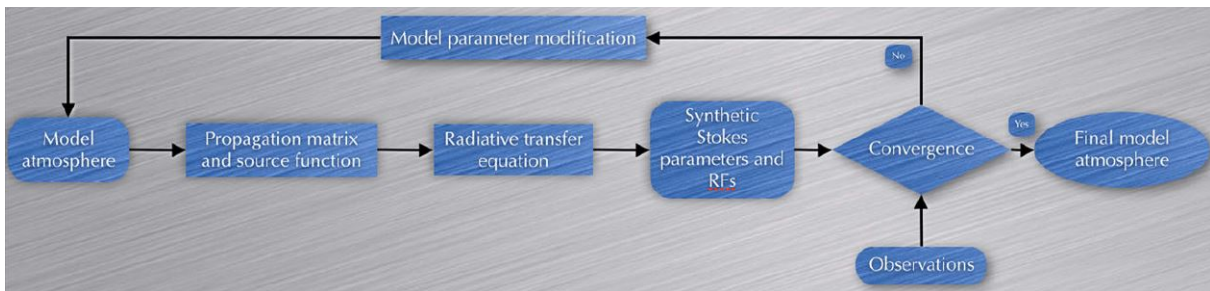 Model parameter modification
No
Model
atmosphere
Propagation matrix
and source function
Radiative transfer
equation
Synthetic
Stokes
parameters and
RFs
Convergence
Yes
Final model
atmosphere
Observations